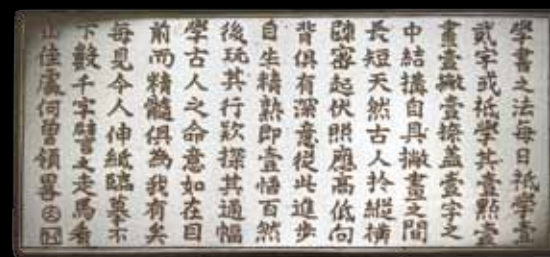 學書之法每日祗學壹
貳字或祗學其壹點壹
畫壹撇壹捺蓋壹字之
中結搆自具撇畫之間
長短天然古人於縱橫
疎密起伏照應高低向
背俱有深意從此進步
自生精熟即壹悟百然
後玩其行欵探其通幅
學古人之命意如在目
前而精髓俱為我有矣
每見今人伸紙臨摹不
下數千字譬之走馬看
山佳處何曾領畧